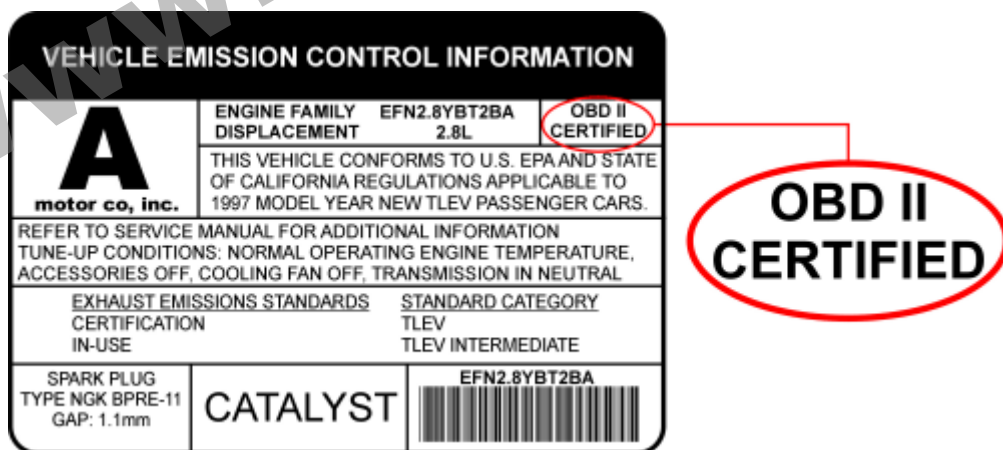 VEHICLE EMISSION CONTROL INFORMATION
A
motor co, inc.
ENGINE FAMILY EFN2.8YBT2BA
DISPLACEMENT 2.8L
OBD II
CERTIFIED
THIS VEHICLE CONFORMS TO U.S. EPA AND STATE
OF CALIFORNIA REGULATIONS APPLICABLE TO
1997 MODEL YEAR NEW TLEV PASSENGER CARS.
REFER TO SERVICE MANUAL FOR ADDITIONAL INFORMATION
TUNE-UP CONDITIONS: NORMAL OPERATING ENGINE TEMPERATURE,
ACCESSORIES OFF, COOLING FAN OFF, TRANSMISSION IN NEUTRAL
EXHAUST EMISSIONS STANDARDS STANDARD CATEGORY
CERTIFICATION TLEV
IN-USE TLEV INTERMEDIATE
SPARK PLUG
TYPE NGK BPRE-11
GAP: 1.1mm
CATALYST
EFN2.8YBT2BA
OBD II
CERTIFIED